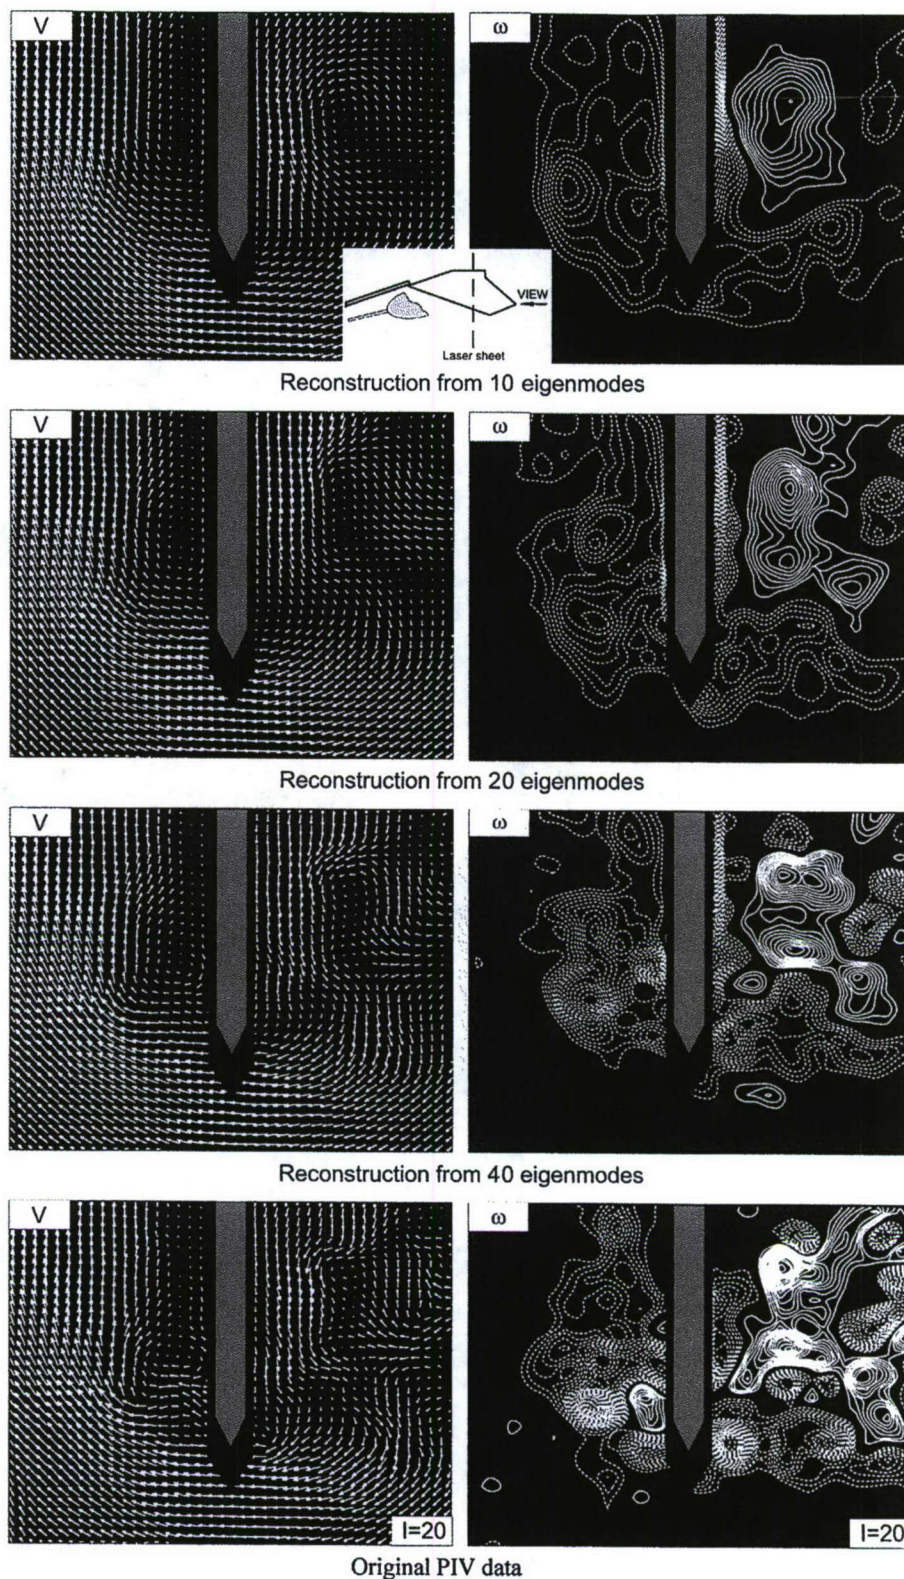 V
ω
VIEW
Laser sheet
Reconstruction from 10 eigenmodes
V
ω
Reconstruction from 20 eigenmodes
V
ω
Reconstruction from 40 eigenmodes
V
ω
I=20
I=20
Original PIV data